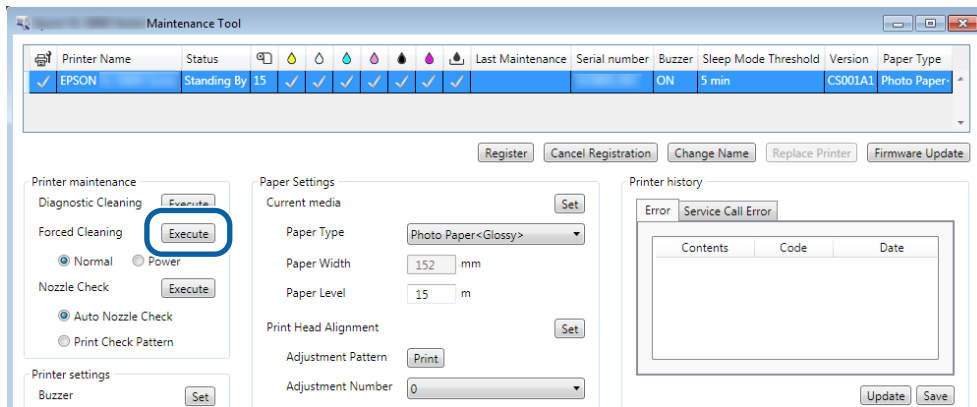 Maintenance Tool
Printer Name Status Last Maintenance Serial number Buzzer Sleep Mode Threshold Version Paper Type
EPSON Standing By 15 ON 5 min CS001A1 Photo Paper
Register Cancel Registration Change Name Replace Printer Firmware Update
Printer maintenance
Diagnostic Cleaning Execute
Forced Cleaning Execute
Normal Power
Nozzle Check Execute
Auto Nozzle Check
Print Check Pattern
Printer settings
Buzzer Set
Paper Settings
Current media Set
Paper Type Photo Paper<Glossy>
Paper Width 152 mm
Paper Level 15 m
Print Head Alignment Set
Adjustment Pattern Print
Adjustment Number 0
Printer history
Error Service Call Error
Contents Code Date
Update Save